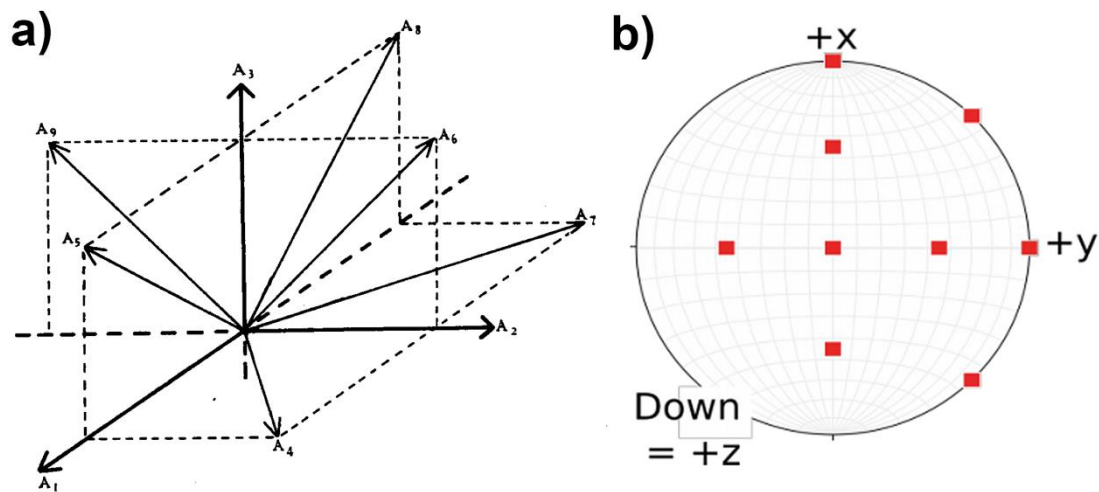 a)
A₈
A₃
A₉
A₆
A₅
A₇
A₂
A₄
A₁
b)
+x
+y
Down
= +z